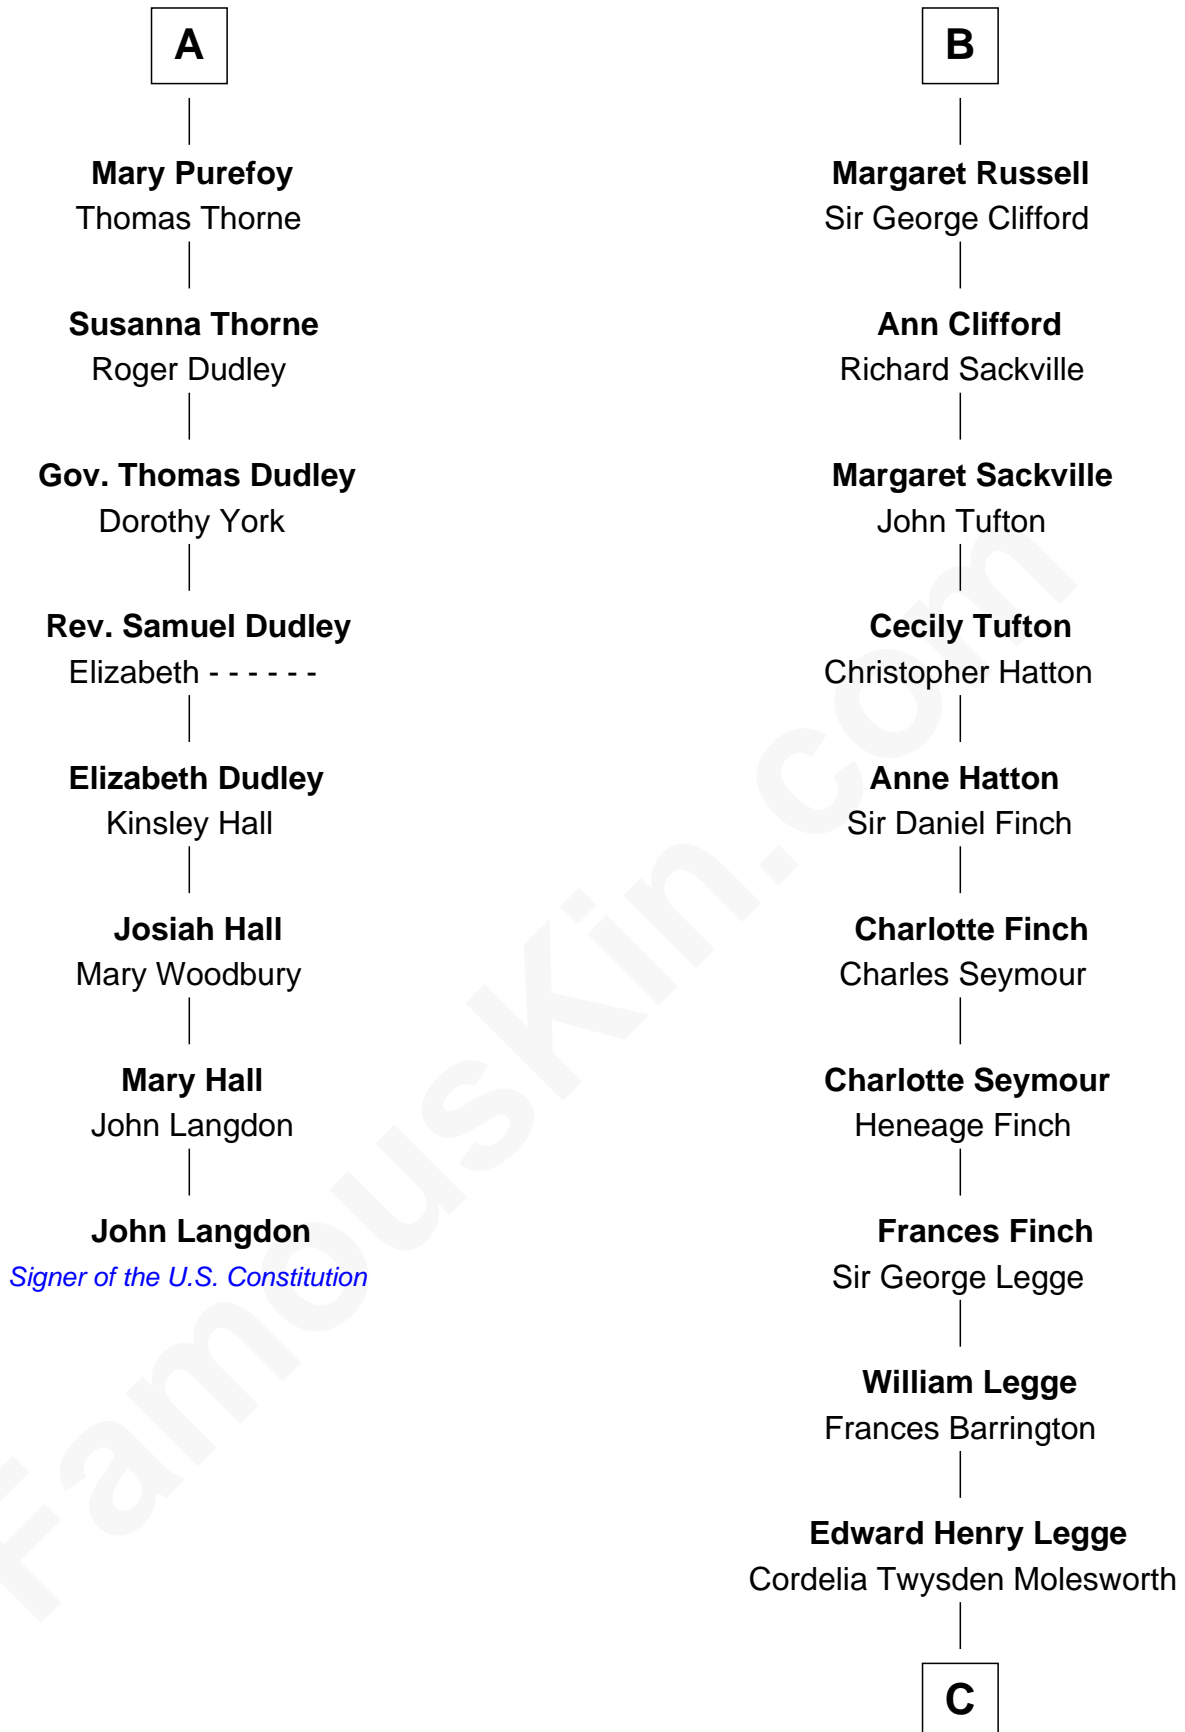 A
Mary Purefoy
Thomas Thorne
Susanna Thorne
Roger Dudley
Gov. Thomas Dudley
Dorothy York
Rev. Samuel Dudley
Elizabeth - - - - - -
Elizabeth Dudley
Kinsley Hall
Josiah Hall
Mary Woodbury
Mary Hall
John Langdon
John Langdon
Signer of the U.S. Constitution
B
Margaret Russell
Sir George Clifford
Ann Clifford
Richard Sackville
Margaret Sackville
John Tufton
Cecily Tufton
Christopher Hatton
Anne Hatton
Sir Daniel Finch
Charlotte Finch
Charles Seymour
Charlotte Seymour
Heneage Finch
Frances Finch
Sir George Legge
William Legge
Frances Barrington
Edward Henry Legge
Cordelia Twysden Molesworth
C
FamousKin.com